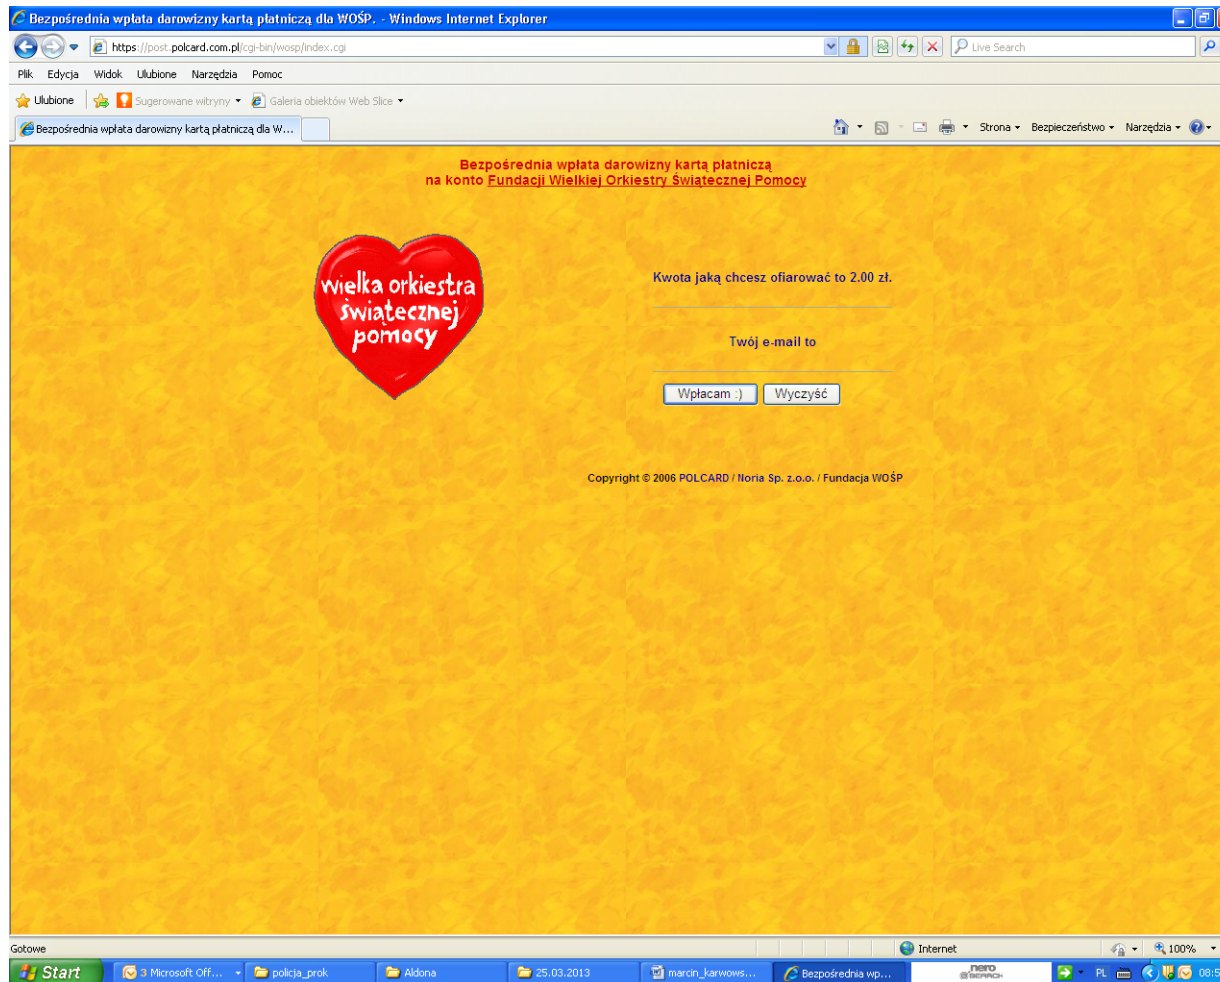 Bezpośrednia wpłata darowizny kartą płatniczą dla WOŚP. - Windows Internet Explorer
https://post.polcard.com.pl/cgi-bin/wosp/index.cgi
Live Search
Plik Edycja Widok Ulubione Narzędzia Pomoc
Ulubione Sugerowane witryny Galeria obiektów Web Slice
Bezpośrednia wpłata darowizny kartą płatniczą dla W...
Strona Bezpieczeństwo Narzędzia
Bezpośrednia wpłata darowizny kartą płatniczą
na konto Fundacji Wielkiej Orkiestry Świątecznej Pomocy
wielka orkiestra
świątecznej
pomocy
Kwota jaką chcesz ofiarować to 2.00 zł.
Twój e-mail to
Wpłacam :) Wyczyść
Copyright © 2006 POLCARD / Noria Sp. z.o.o. / Fundacja WOŚP
Gotowe Internet 100%
Start 3 Microsoft Off... policja_prok Aldona 25.03.2013 marcin_karwows... Bezpośrednia wp... nero SEARCH PL 08:5